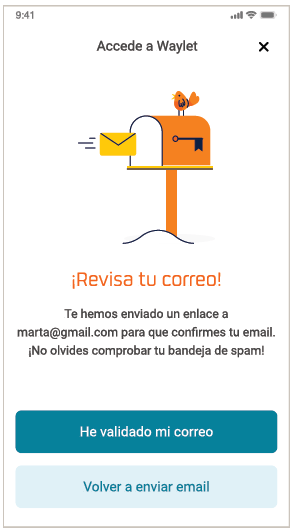 9:41
Accede a Waylet
¡Revisa tu correo!
Te hemos enviado un enlace a
marta@gmail.com para que confirmes tu email.
¡No olvides comprobar tu bandeja de spam!
He validado mi correo
Volver a enviar email